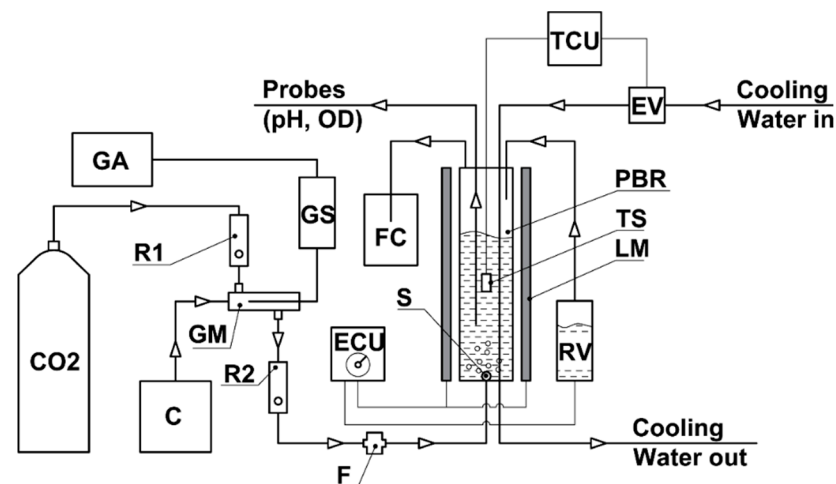 TCU
Probes
(pH, OD)
EV
Cooling
Water in
GA
GS
FC
PBR
TS
LM
R1
GM
S
ECU
RV
CO2
R2
C
F
Cooling
Water out